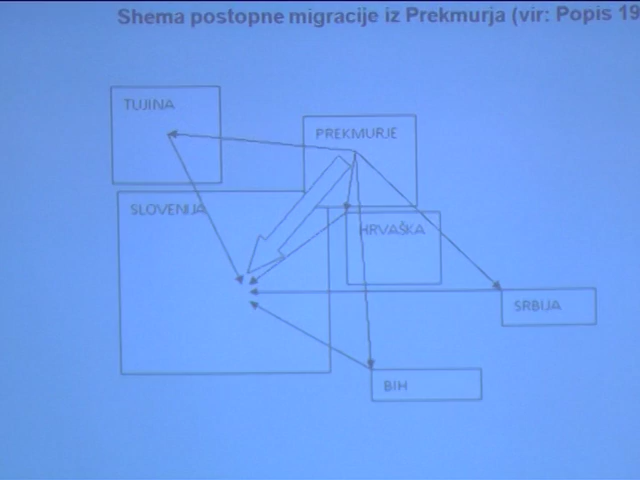 Shema postopne migracije iz Prekmurja (vir: Popis 19
TUJINA
PREKMURJE
SLOVENIJA
HRVAŠKA
SRBIJA
BIH